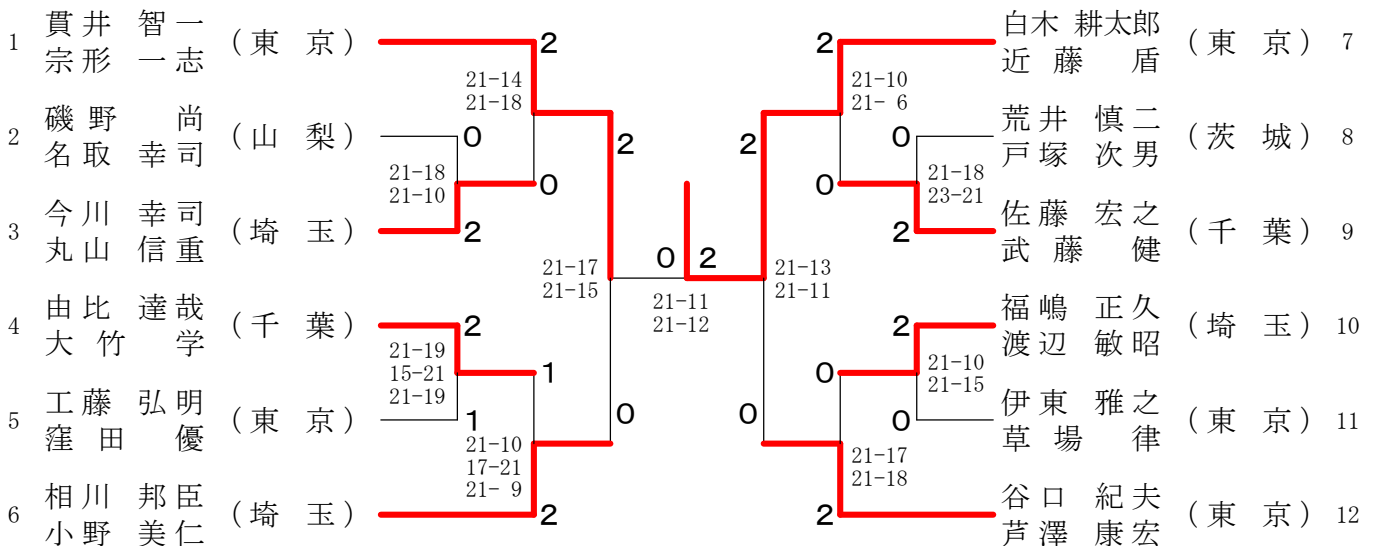 1 貫井 智一 宗形 一志 (東 京) 2
21-14
21-18
2 磯野 尚 名取 幸司 (山 梨) 0
21-18
21-10
0
3 今川 幸司 丸山 信重 (埼 玉) 2
2
21-17
21-15
4 由比 達哉 大竹 学 (千 葉) 2
21-19
15-21
21-19
1
5 工藤 弘明 窪田 優 (東 京) 1
21-10
17-21
21- 9
0
6 相川 邦臣 小野 美仁 (埼 玉) 2
0 2
21-11
21-12
2 白木 耕太郎 近藤 盾 (東 京) 7
21-10
21- 6
2
0 荒井 慎二 戸塚 次男 (茨 城) 8
21-18
23-21
0
2 佐藤 宏之 武藤 健 (千 葉) 9
21-13
21-11
2 福嶋 正久 渡辺 敏昭 (埼 玉) 10
21-10
21-15
0
0 伊東 雅之 草場 律 (東 京) 11
0
21-17
21-18
2 谷口 紀夫 芦澤 康宏 (東 京) 12